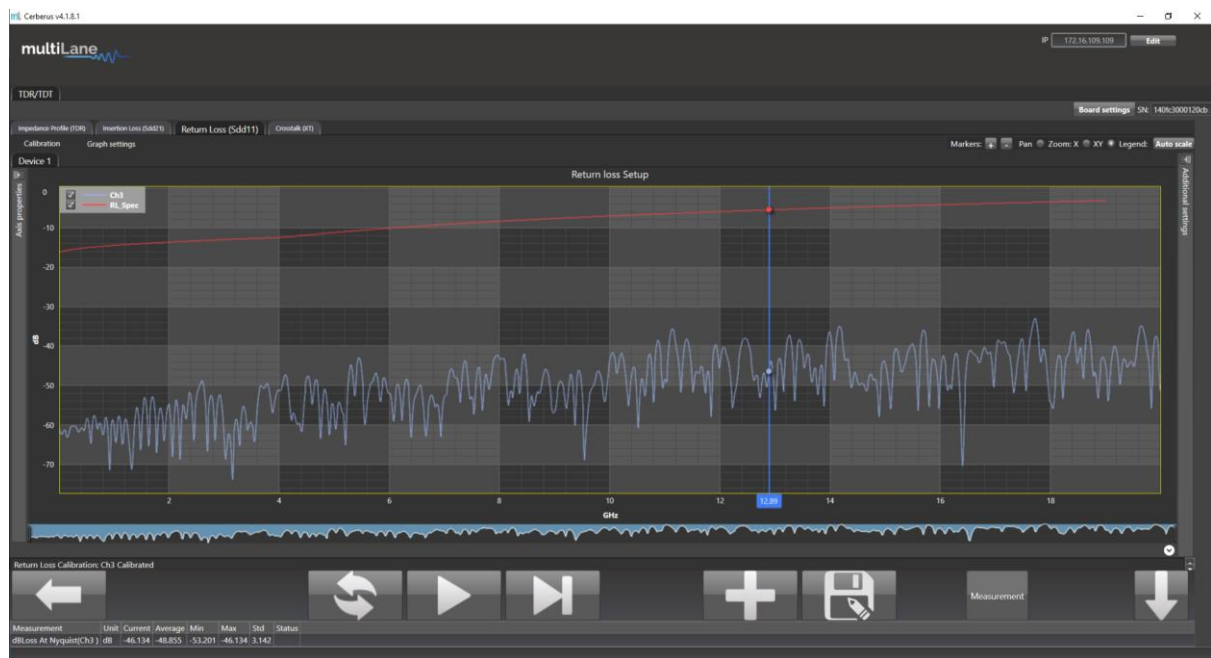 mL Cerberus v4.1.8.1
multiLane
IP 172.16.109.109 Edit
TDR/TDT
Board settings SN: 140fc3000120cb
Impedance Profile (TDR) Insertion Loss (Sdd21) Return Loss (Sdd11) Crosstalk (XT)
Calibration Graph settings Markers: + - Pan Zoom: X XY Legend: Auto scale
Device 1
Return loss Setup
Axis properties
Additional settings
Ch3
RL_Spec
0
-10
-20
-30
-40
-50
-60
-70
dB
2 4 6 8 10 12 12.89 14 16 18
GHz
Return Loss Calibration: Ch3 Calibrated
Measurement
Measurement Unit Current Average Min Max Std Status
dBLoss At Nyquist(Ch3 ) dB -46.134 -48.855 -53.201 -46.134 3.142